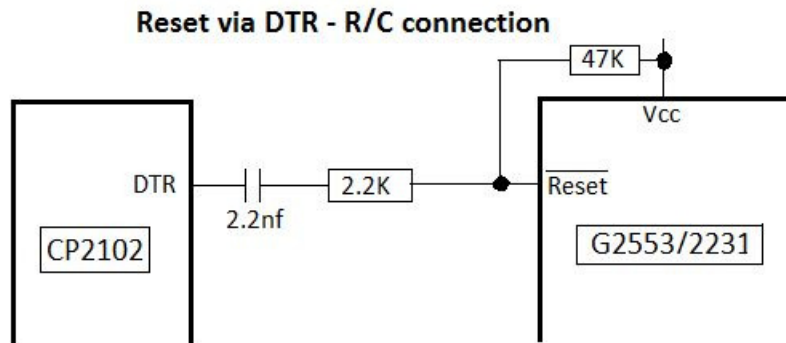 Reset via DTR - R/C connection
47K
Vcc
DTR
2.2K
Reset
2.2nf
CP2102
G2553/2231